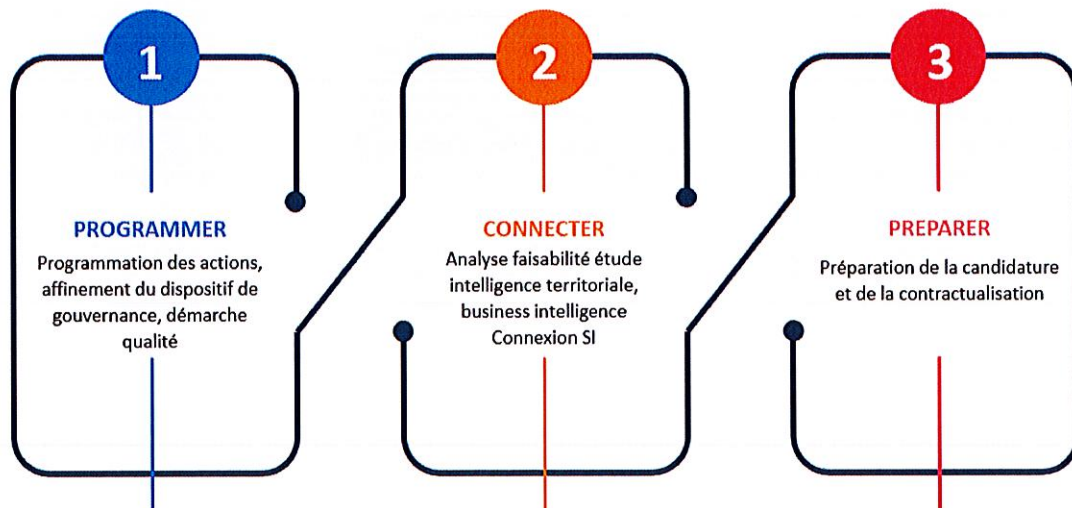 1
PROGRAMMER
Programmation des actions,
affinement du dispositif de
gouvernance, démarche
qualité
2
CONNECTER
Analyse faisabilité étude
intelligence territoriale,
business intelligence
Connexion SI
3
PREPARER
Préparation de la candidature
et de la contractualisation